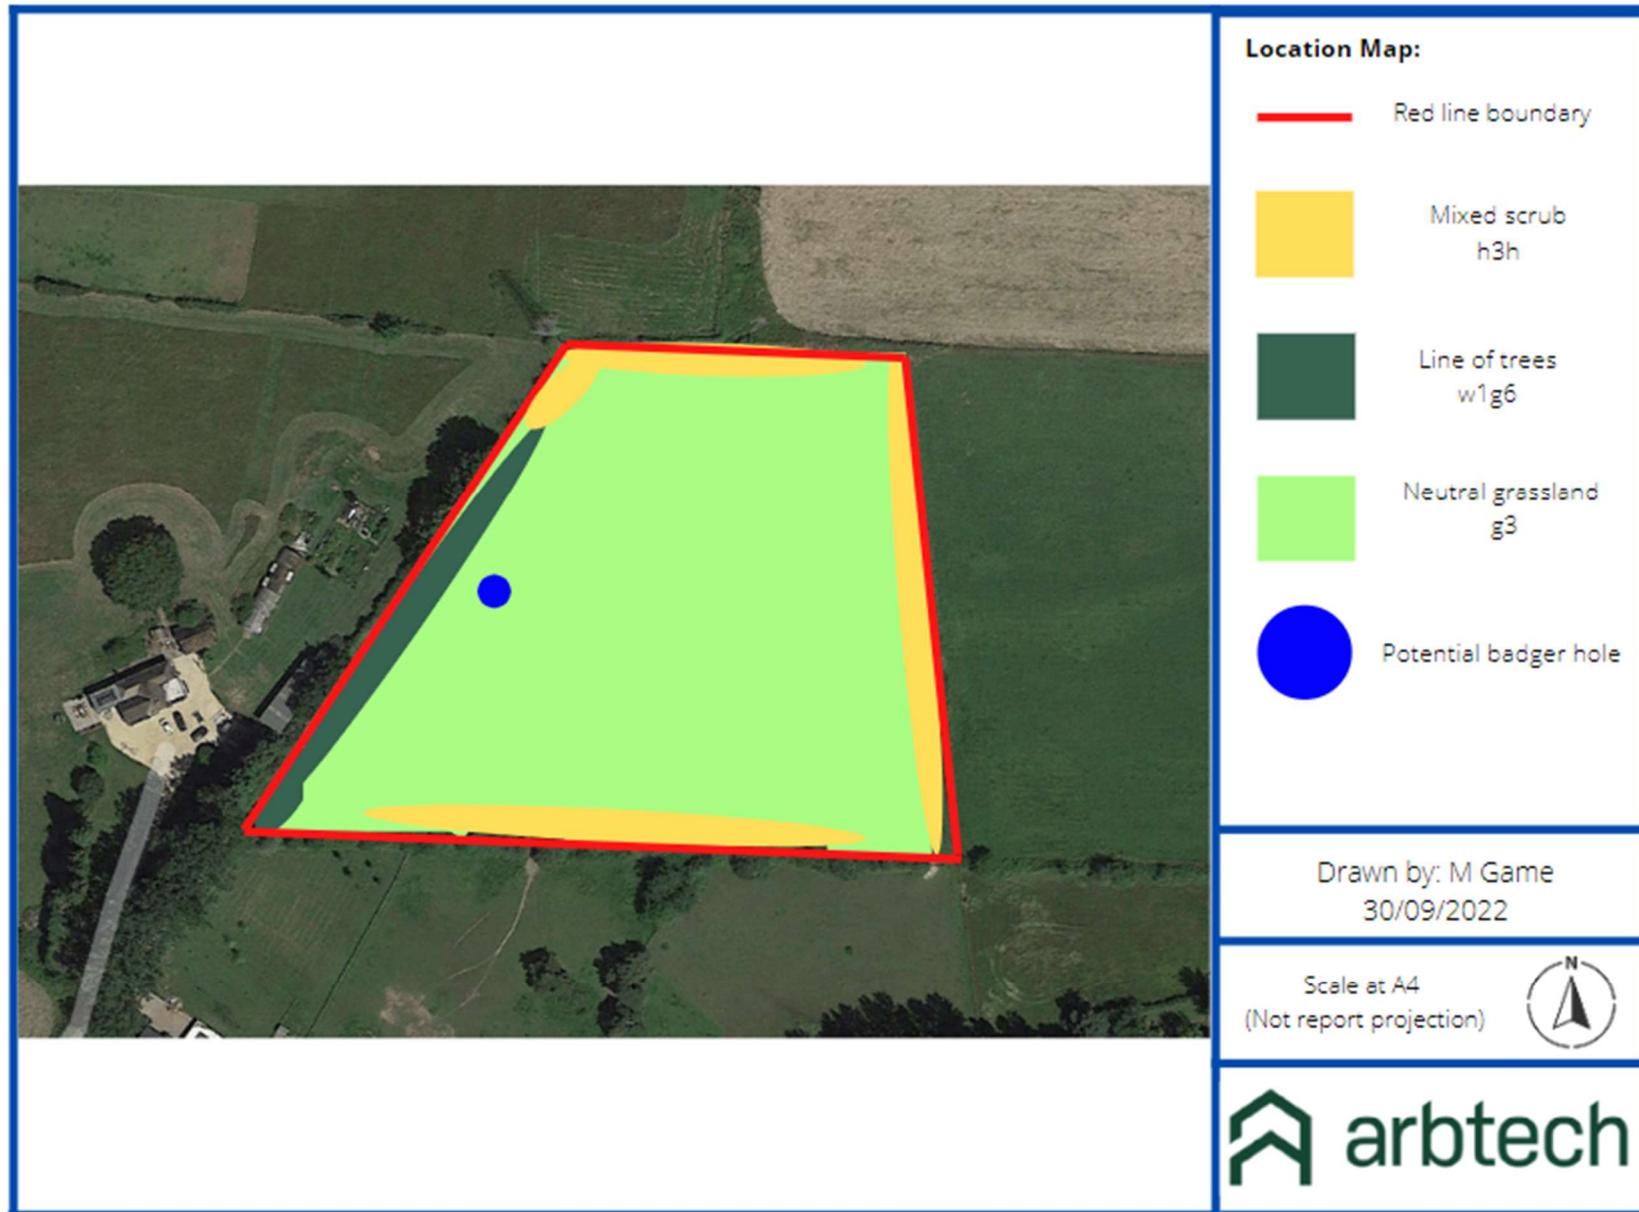 Location Map:
Red line boundary
Mixed scrub
h3h
Line of trees
w1g6
Neutral grassland
g3
Potential badger hole
Drawn by: M Game
30/09/2022
Scale at A4
(Not report projection)
N
arbtech